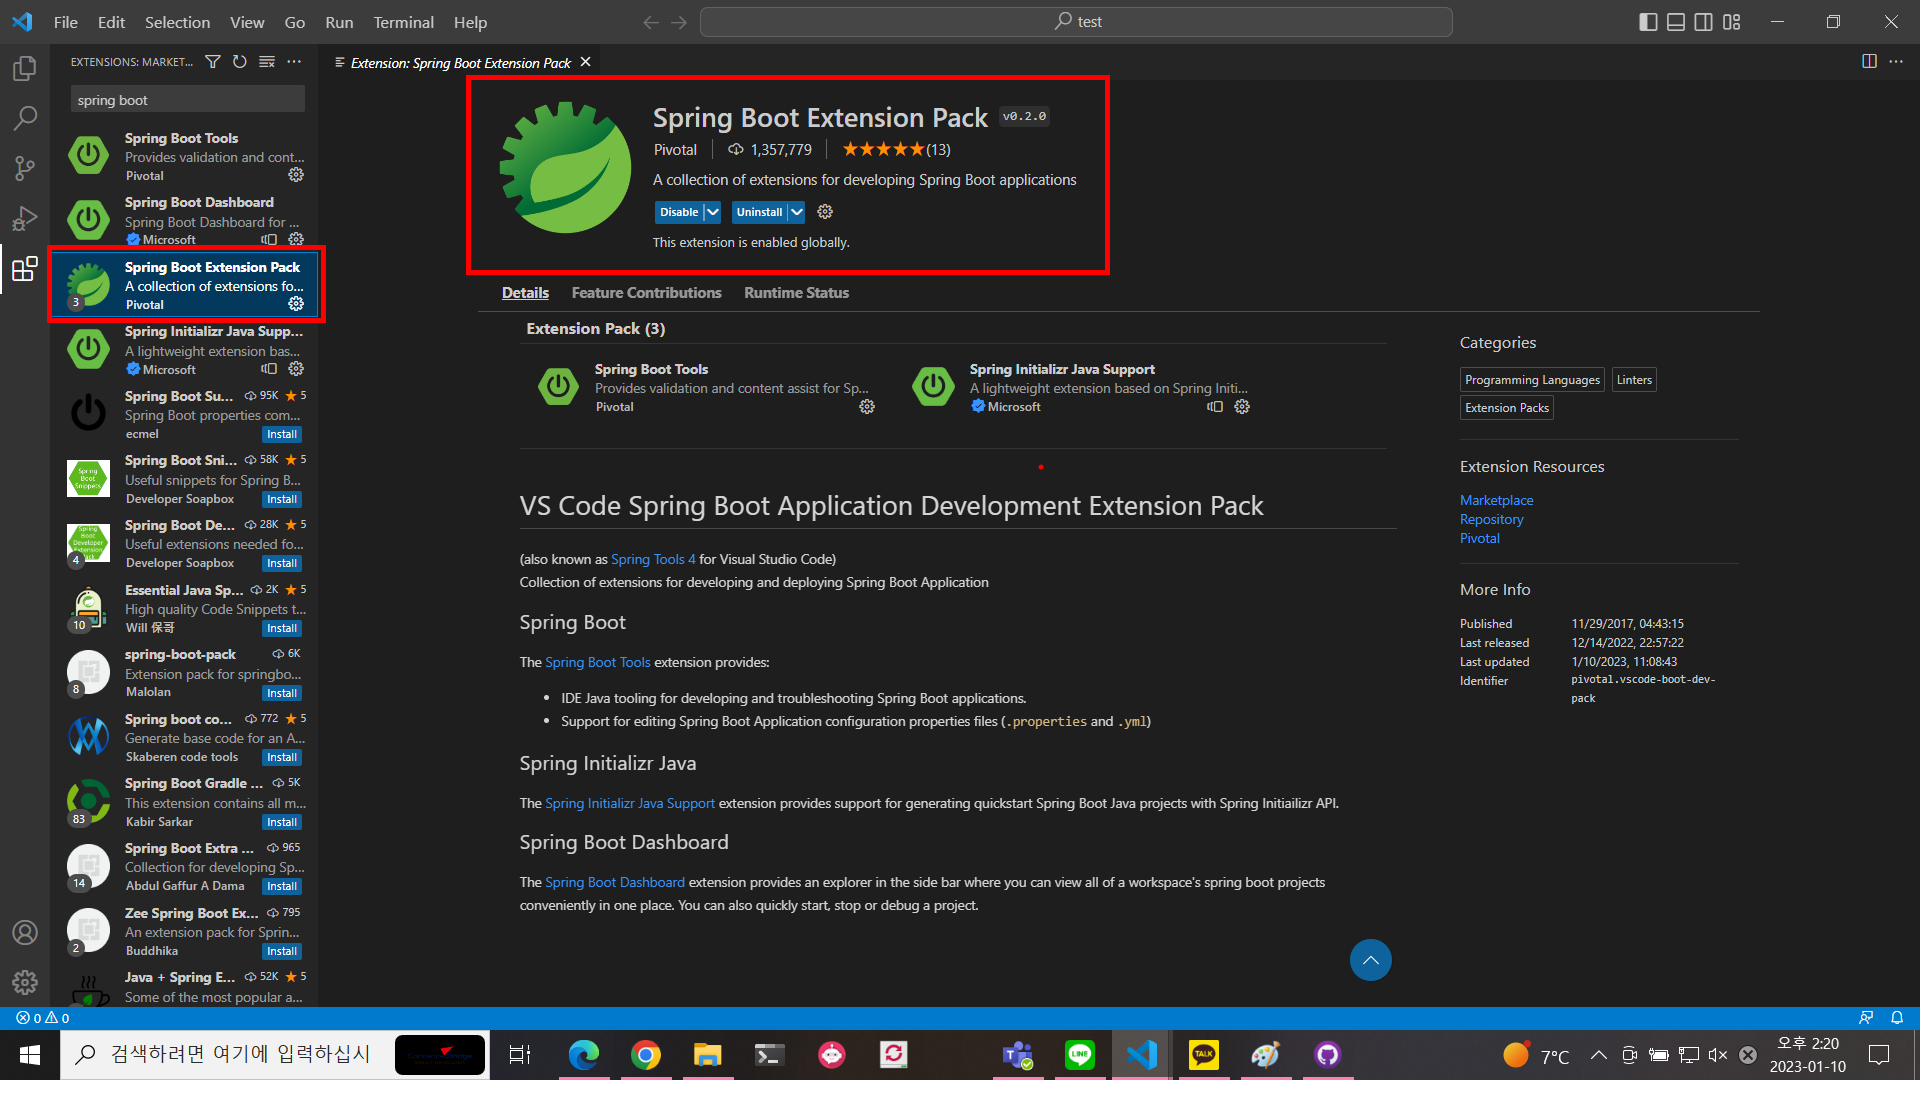 File Edit Selection View Go Run Terminal Help
test
EXTENSIONS: MARKET...
Extension: Spring Boot Extension Pack
spring boot
Spring Boot Tools
Provides validation and cont...
Pivotal
Spring Boot Dashboard
Spring Boot Dashboard for ...
Microsoft
Spring Boot Extension Pack
A collection of extensions fo...
3
Pivotal
Spring Initializr Java Supp...
A lightweight extension bas...
Microsoft
Spring Boot Su... 95K 5
Spring Boot properties com...
ecmel Install
Spring Boot Sni... 58K 5
Useful snippets for Spring B...
Developer Soapbox Install
Spring Boot Snippets
Spring Boot De... 28K 5
Useful extensions needed fo...
Developer Soapbox Install
Spring Boot Developer Extension Pack
4
Essential Java Sp... 2K 5
High quality Code Snippets t...
10
Will 保哥 Install
spring-boot-pack 6K
Extension pack for springbo...
8
Malolan Install
Spring boot co... 772 5
Generate base code for an A...
Skaberen code tools Install
Spring Boot Gradle ... 5K
This extension contains all m...
83
Kabir Sarkar Install
Spring Boot Extra ... 965
Collection for developing Sp...
14
Abdul Gaffur A Dama Install
Zee Spring Boot Ex... 795
An extension pack for Sprin...
2
Buddhika Install
Java + Spring E... 52K 5
Some of the most popular a...
Spring Boot Extension Pack v0.2.0
Pivotal 1,357,779 ★★★★★(13)
A collection of extensions for developing Spring Boot applications
Disable Uninstall
This extension is enabled globally.
Details Feature Contributions Runtime Status
Extension Pack (3)
Spring Boot Tools
Provides validation and content assist for Sp...
Pivotal
Spring Initializr Java Support
A lightweight extension based on Spring Initi...
Microsoft
VS Code Spring Boot Application Development Extension Pack
(also known as Spring Tools 4 for Visual Studio Code)
Collection of extensions for developing and deploying Spring Boot Application
Spring Boot
The Spring Boot Tools extension provides:
• IDE Java tooling for developing and troubleshooting Spring Boot applications.
• Support for editing Spring Boot Application configuration properties files (.properties and .yml)
Spring Initializr Java
The Spring Initializr Java Support extension provides support for generating quickstart Spring Boot Java projects with Spring Initiailizr API.
Spring Boot Dashboard
The Spring Boot Dashboard extension provides an explorer in the side bar where you can view all of a workspace's spring boot projects
conveniently in one place. You can also quickly start, stop or debug a project.
Categories
Programming Languages Linters
Extension Packs
Extension Resources
Marketplace
Repository
Pivotal
More Info
Published 11/29/2017, 04:43:15
Last released 12/14/2022, 22:57:22
Last updated 1/10/2023, 11:08:43
Identifier pivotal.vscode-boot-dev-
pack
0 0
검색하려면 여기에 입력하십시
LINE
TALK
7°C
오후 2:20
2023-01-10